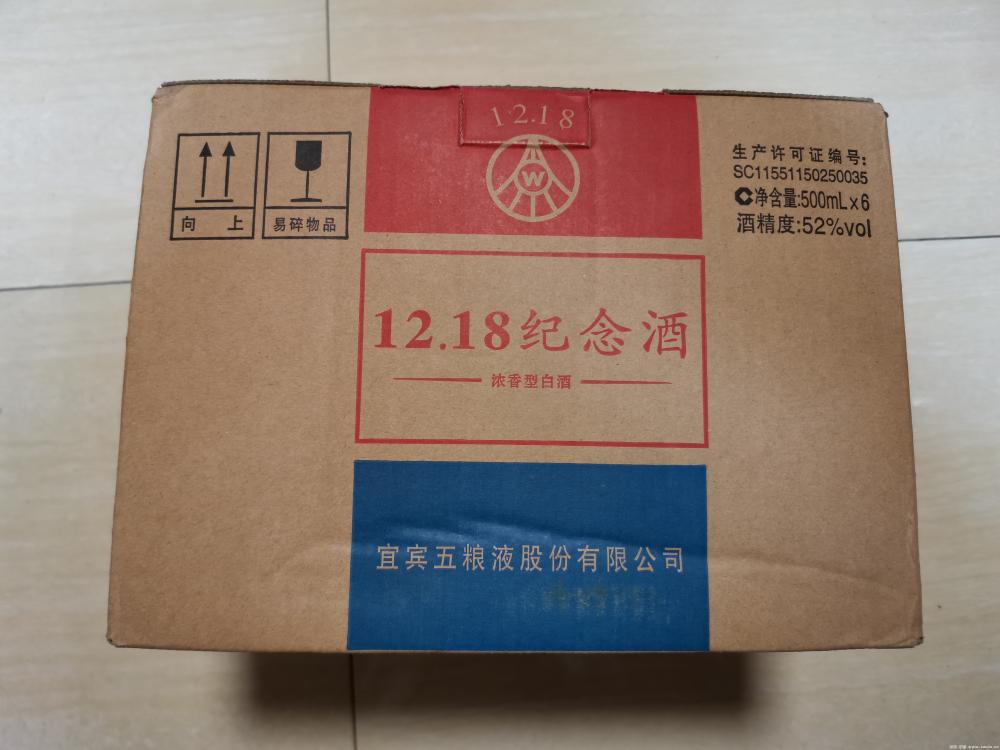 12.18
W
向 上
易碎物品
生产许可证编号:
SC11551150250035
C净含量:500mLx6
酒精度:52%vol
12.18纪念酒
浓香型白酒
宜宾五粮液股份有限公司